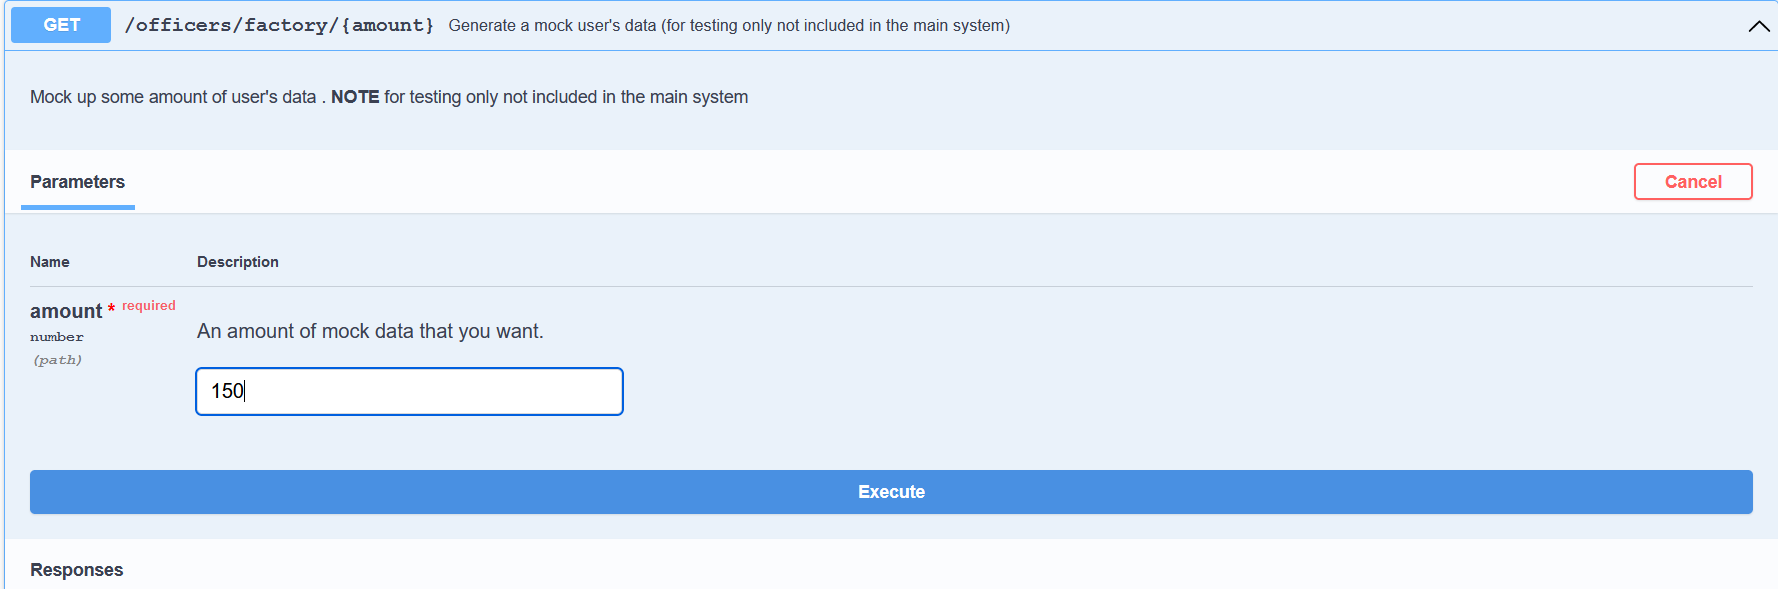 GET /officers/factory/{amount} Generate a mock user's data (for testing only not included in the main system)
Mock up some amount of user's data . NOTE for testing only not included in the main system
Parameters Cancel
Name Description
amount * required
number
(path)
An amount of mock data that you want.
150
Execute
Responses